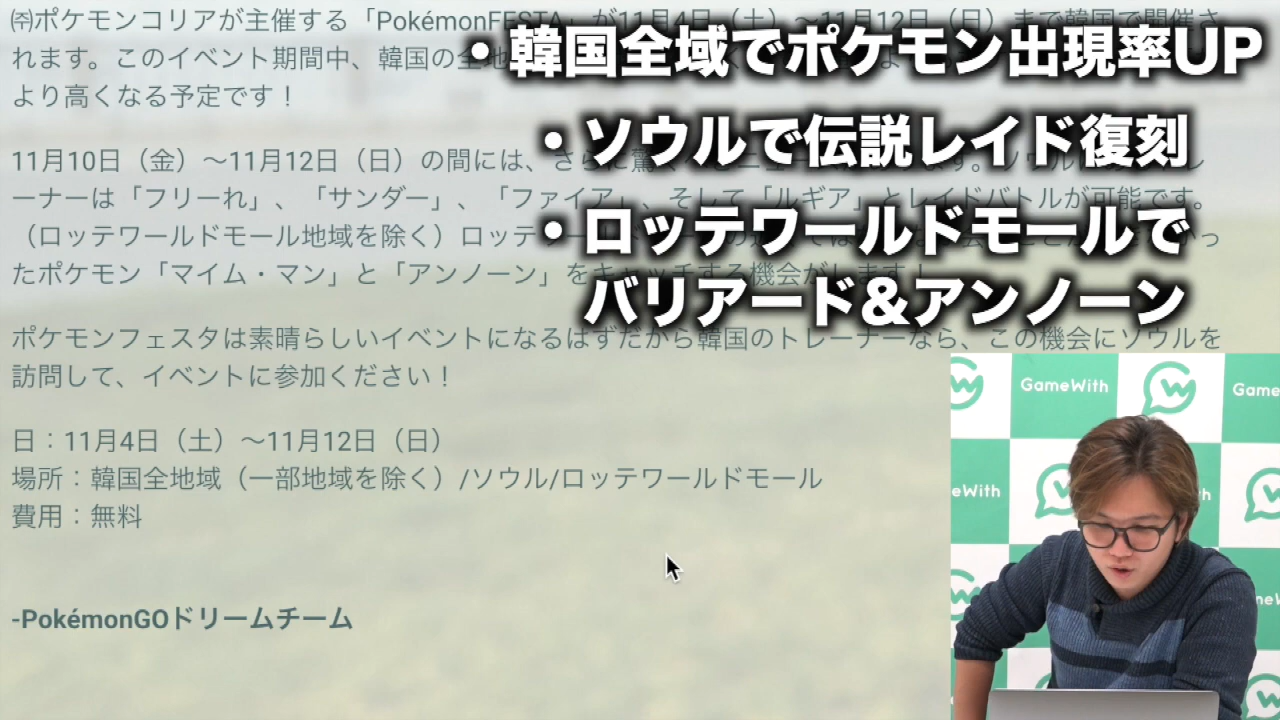 ㈜ポケモンコリアが主催する「PokémonFESTA」が11月4日（土）〜11月12日（日）まで韓国で開催さ
れます。このイベント期間中、韓国の全地
より高くなる予定です！
・韓国全域でポケモン出現率UP
・ソウルで伝説レイド復刻
・ロッテワールドモールで
バリアード&アンノーン
11月10日（金）〜11月12日（日）の間には、さらに驚
ーナーは「フリーれ」、「サンダー」、「ファイア」、そして「ルギア」とレイドバトルが可能です。
（ロッテワールドモール地域を除く）ロッテ
たポケモン「マイム・マン」と「アンノーン」をキャッチする機会がします！
ポケモンフェスタは素晴らしいイベントになるはずだから韓国のトレーナーなら、この機会にソウルを
訪問して、イベントに参加ください！
日：11月4日（土）〜11月12日（日）
場所：韓国全地域（一部地域を除く）/ソウル/ロッテワールドモール
費用：無料
-PokémonGOドリームチーム
GameWith
Game
eWith
h